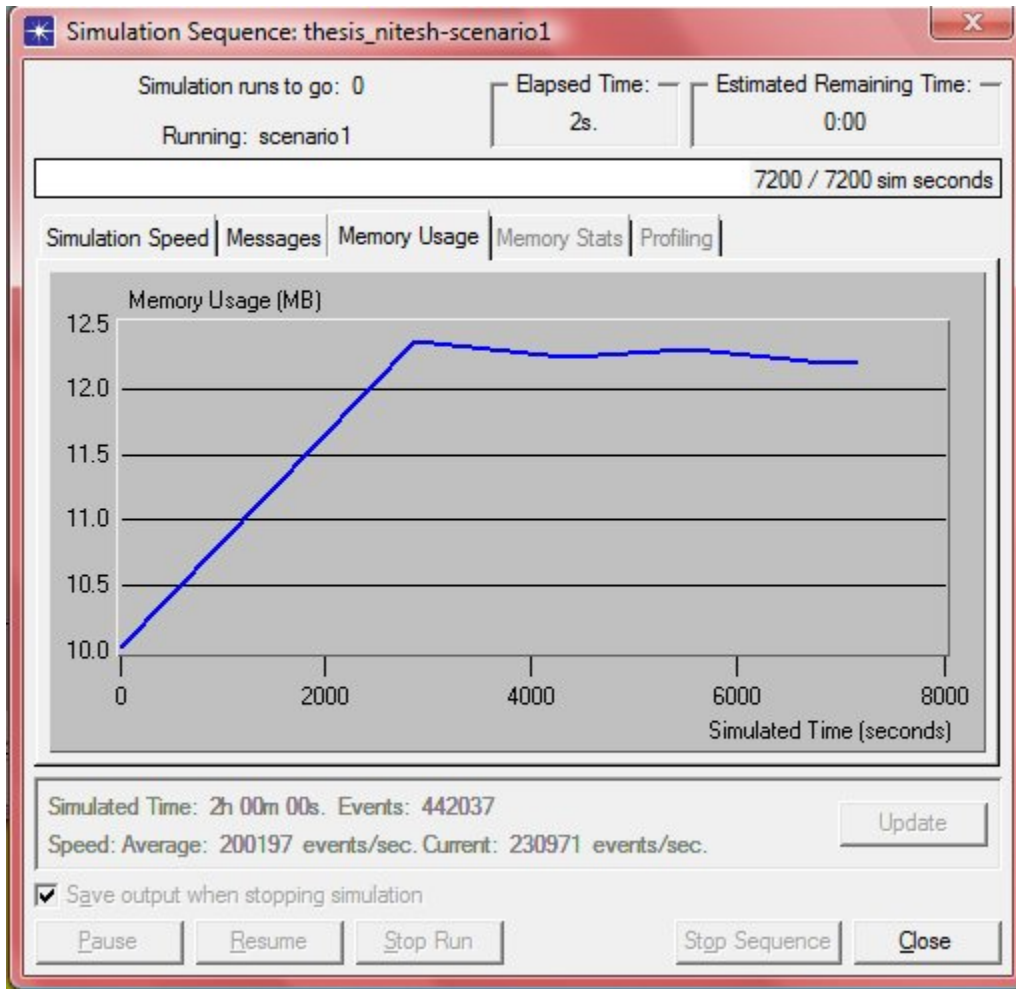 Simulation Sequence: thesis_nitesh-scenario1
Simulation runs to go: 0
Running: scenario1
Elapsed Time:
2s.
Estimated Remaining Time:
0:00
7200 / 7200 sim seconds
Simulation Speed Messages Memory Usage Memory Stats Profiling
Memory Usage (MB)
12.5
12.0
11.5
11.0
10.5
10.0
0 2000 4000 6000 8000
Simulated Time (seconds)
Simulated Time: 2h 00m 00s. Events: 442037
Speed: Average: 200197 events/sec. Current: 230971 events/sec.
Update
Save output when stopping simulation
Pause Resume Stop Run Stop Sequence Close